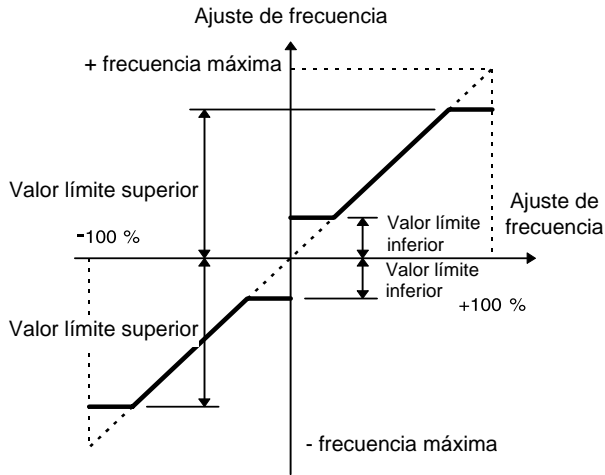 Ajuste de frecuencia
+ frecuencia máxima
Valor límite superior
Ajuste de
frecuencia
Valor límite
inferior
-100 %
Valor límite
inferior
+100 %
Valor límite superior
- frecuencia máxima